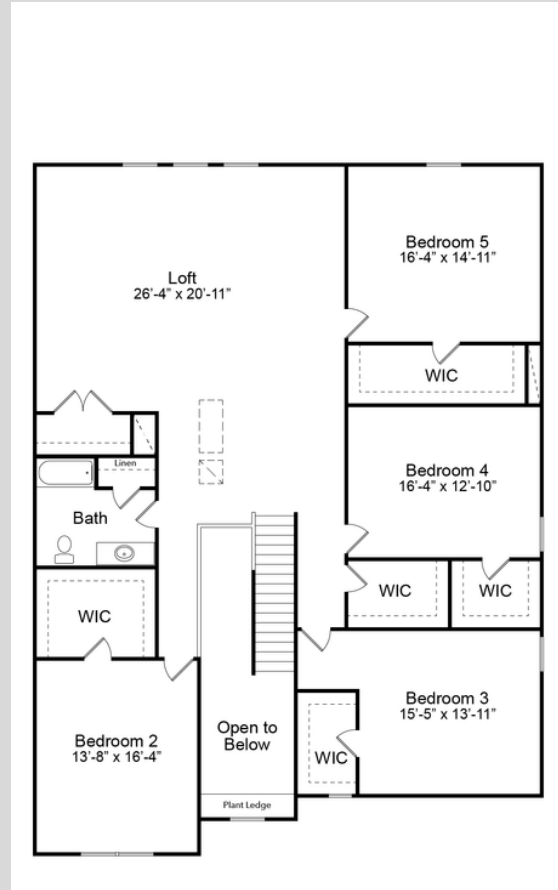 Bedroom 5
16’-4” x 14’-11”
Loft
26’-4” x 20’-11”
WIC
Linen
Bedroom 4
16’-4” x 12’-10”
Bath
WIC
WIC
WIC
Bedroom 3
15’-5” x 13’-11”
Bedroom 2
13’-8” x 16’-4”
Open to
Below
WIC
Plant Ledge